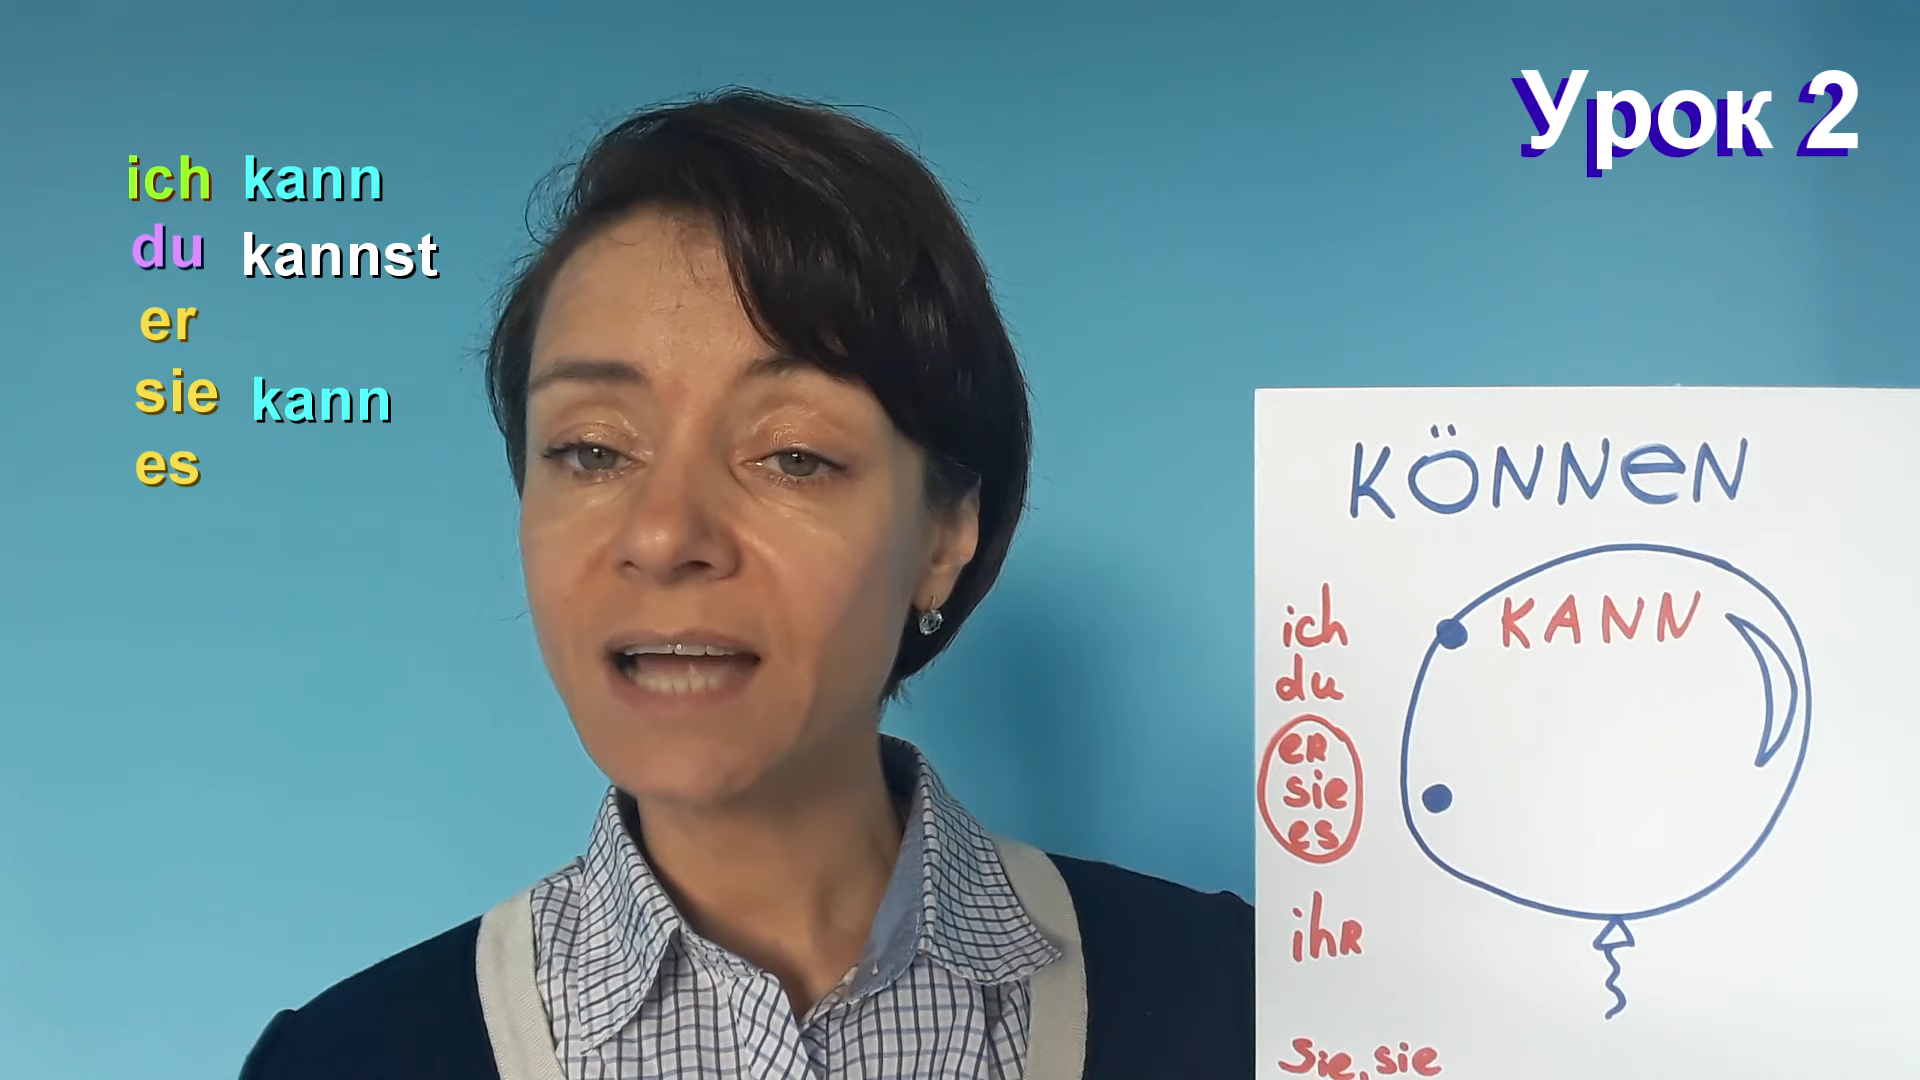 Урок 2
ich kann
du kannst
er
sie kann
es
KÖNNEN
KANN
ich
du
er
sie
es
ihr
Sie, sie